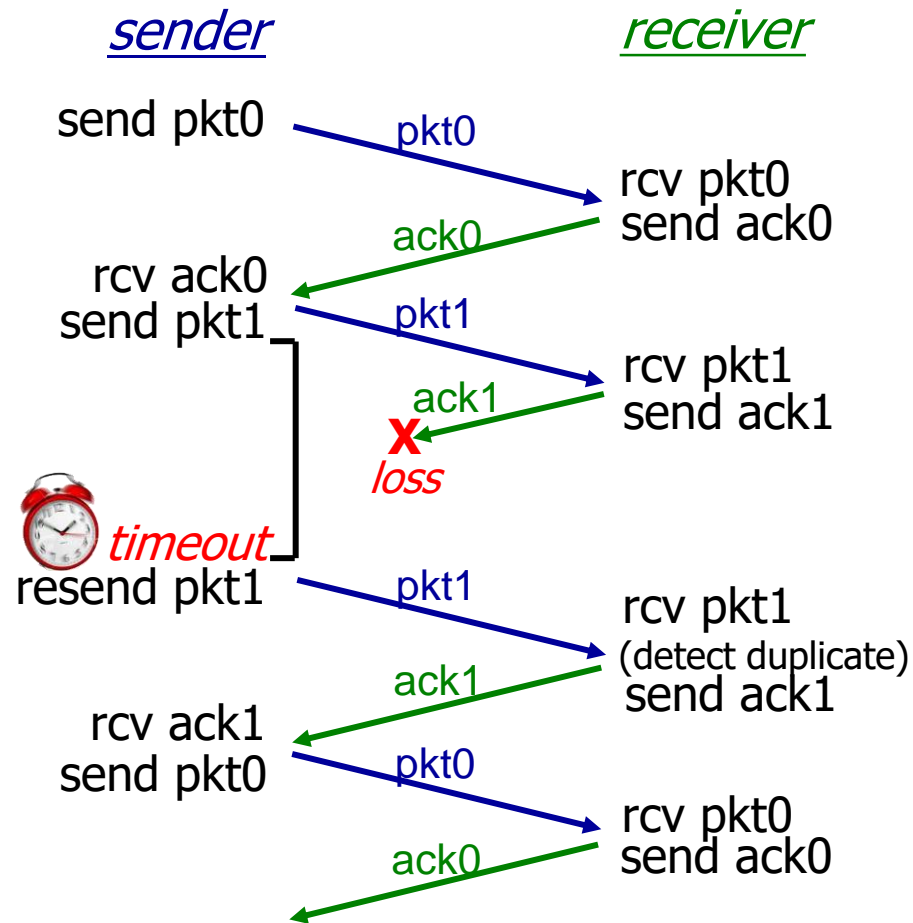 sender
receiver
send pkt0
pkt0
rcv pkt0
send ack0
ack0
rcv ack0
send pkt1
pkt1
rcv pkt1
send ack1
ack1
X
loss
timeout
resend pkt1
pkt1
rcv pkt1
(detect duplicate)
send ack1
ack1
rcv ack1
send pkt0
pkt0
rcv pkt0
send ack0
ack0